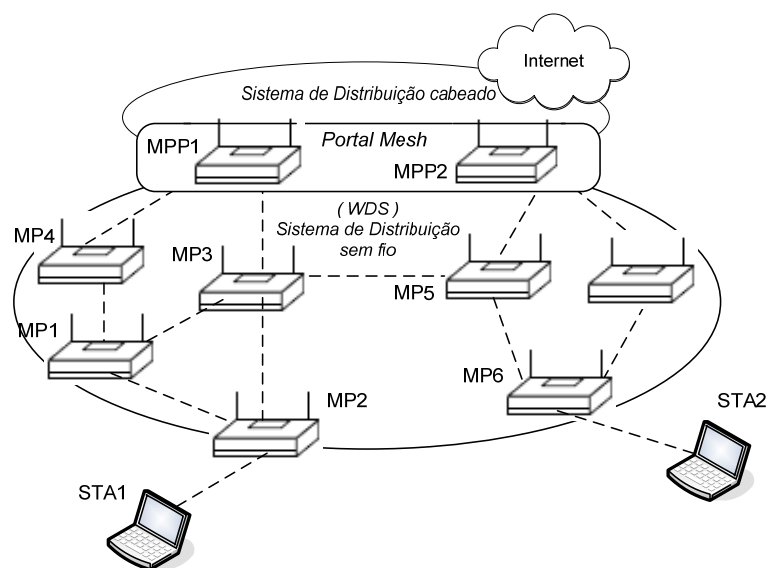 Internet
Sistema de Distribuição cabeado
Portal Mesh
MPP1
MPP2
( WDS )
Sistema de Distribuição
sem fio
MP4
MP3
MP5
MP1
MP6
MP2
STA2
STA1